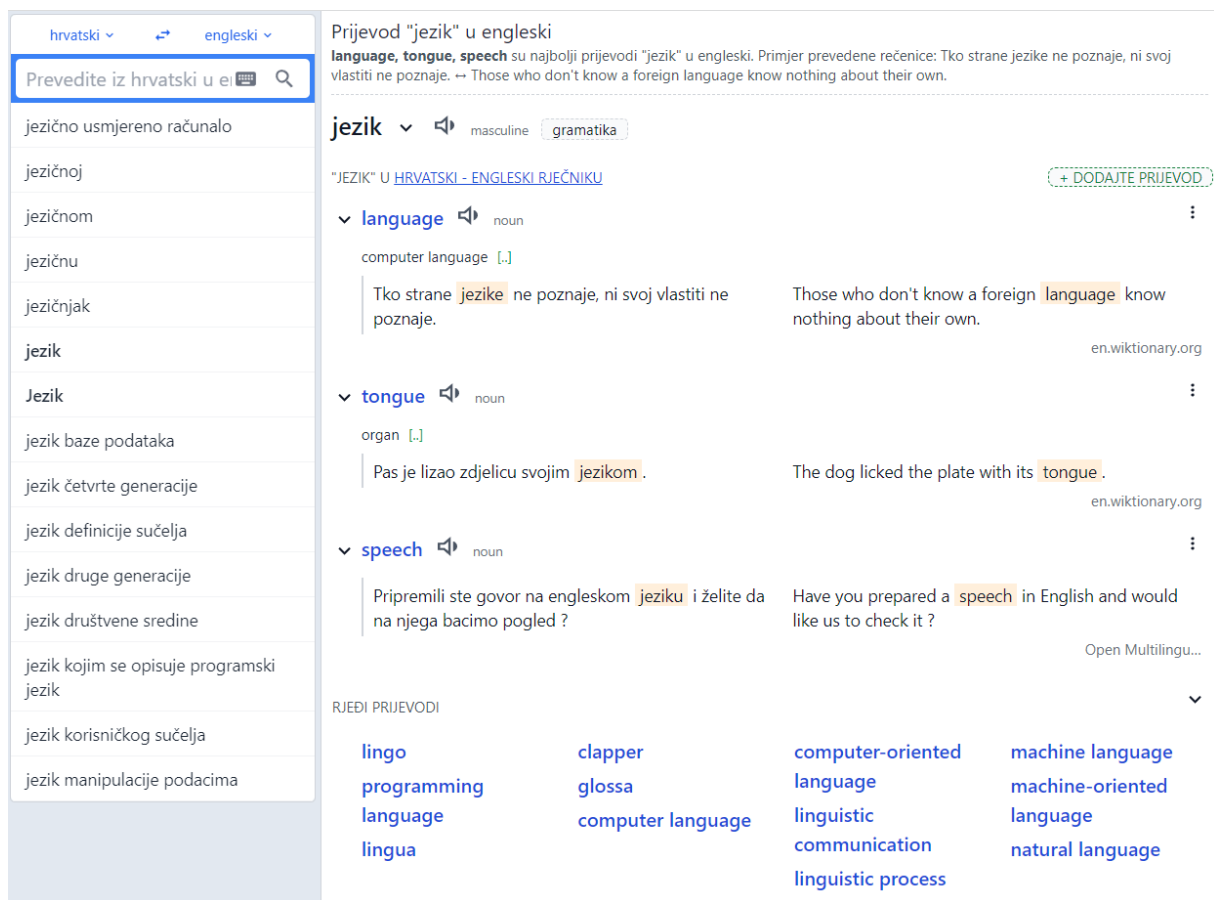 hrvatski
engleski
Prevedite iz hrvatski u e
jezično usmjereno računalo
jezičnoj
jezičnom
jezičnu
jezičnjak
jezik
Jezik
jezik baze podataka
jezik četvrte generacije
jezik definicije sučelja
jezik druge generacije
jezik društvene sredine
jezik kojim se opisuje programski
jezik
jezik korisničkog sučelja
jezik manipulacije podacima
Prijevod "jezik" u engleski
language, tongue, speech su najbolji prijevodi "jezik" u engleski. Primjer prevedene rečenice: Tko strane jezike ne poznaje, ni svoj
vlastiti ne poznaje. ↔ Those who don't know a foreign language know nothing about their own.
jezik masculine gramatika
"JEZIK" U HRVATSKI - ENGLESKI RJEČNIKU
+ DODAJTE PRIJEVOD
language noun
computer language [..]
Tko strane jezike ne poznaje, ni svoj vlastiti ne
poznaje.
Those who don't know a foreign language know
nothing about their own.
en.wiktionary.org
tongue noun
organ [..]
Pas je lizao zdjelicu svojim jezikom .
The dog licked the plate with its tongue .
en.wiktionary.org
speech noun
Pripremili ste govor na engleskom jeziku i želite da
na njega bacimo pogled ?
Have you prepared a speech in English and would
like us to check it ?
Open Multilingu...
RJEĐI PRIJEVODI
lingo
programming
language
lingua
clapper
glossa
computer language
computer-oriented
language
linguistic
communication
linguistic process
machine language
machine-oriented
language
natural language